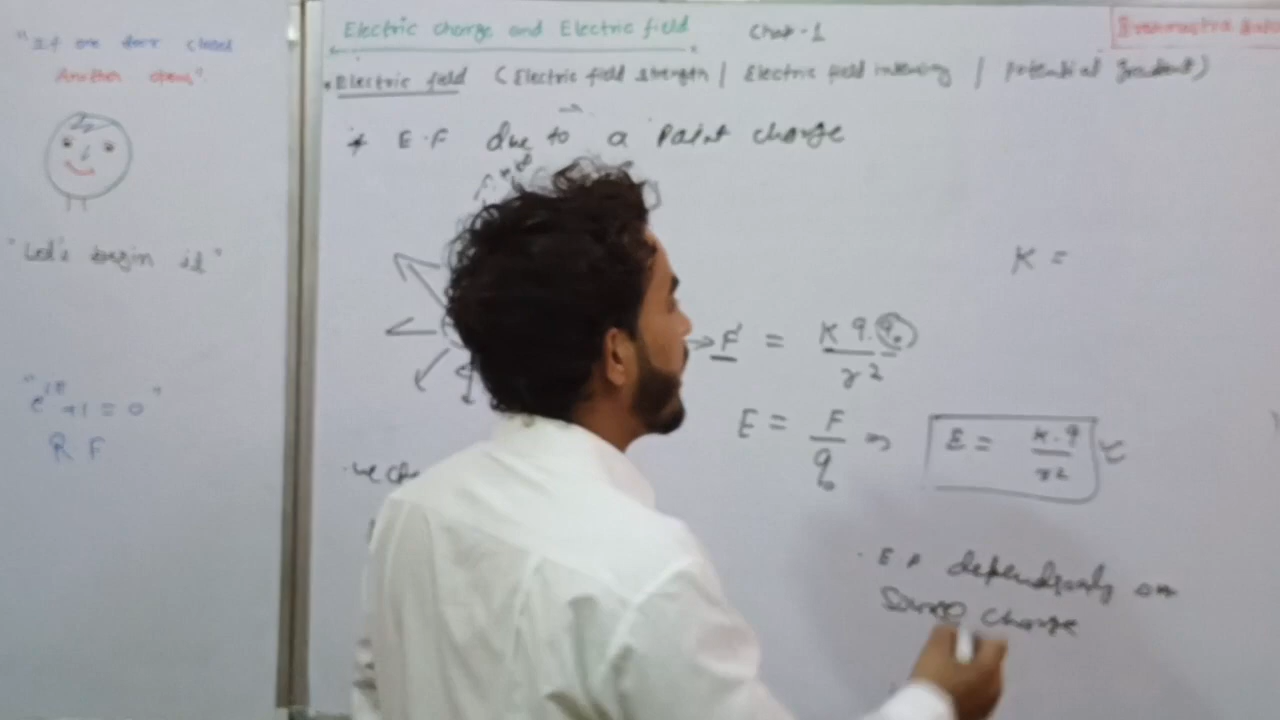 "If one door closed
Another opens".
"Let's begin it"
"e^iπ +1 = 0"
R F
Electric charge and Electric field Chap-1
Electric field (Electric field strength / Electric field intensity / Potential gradient)
* E.F due to a Point charge
K =
→ F = K q. q₀ / r²
E = F / q₀ ⇒ E = K.q / r²
. E F dependends on
Source charge